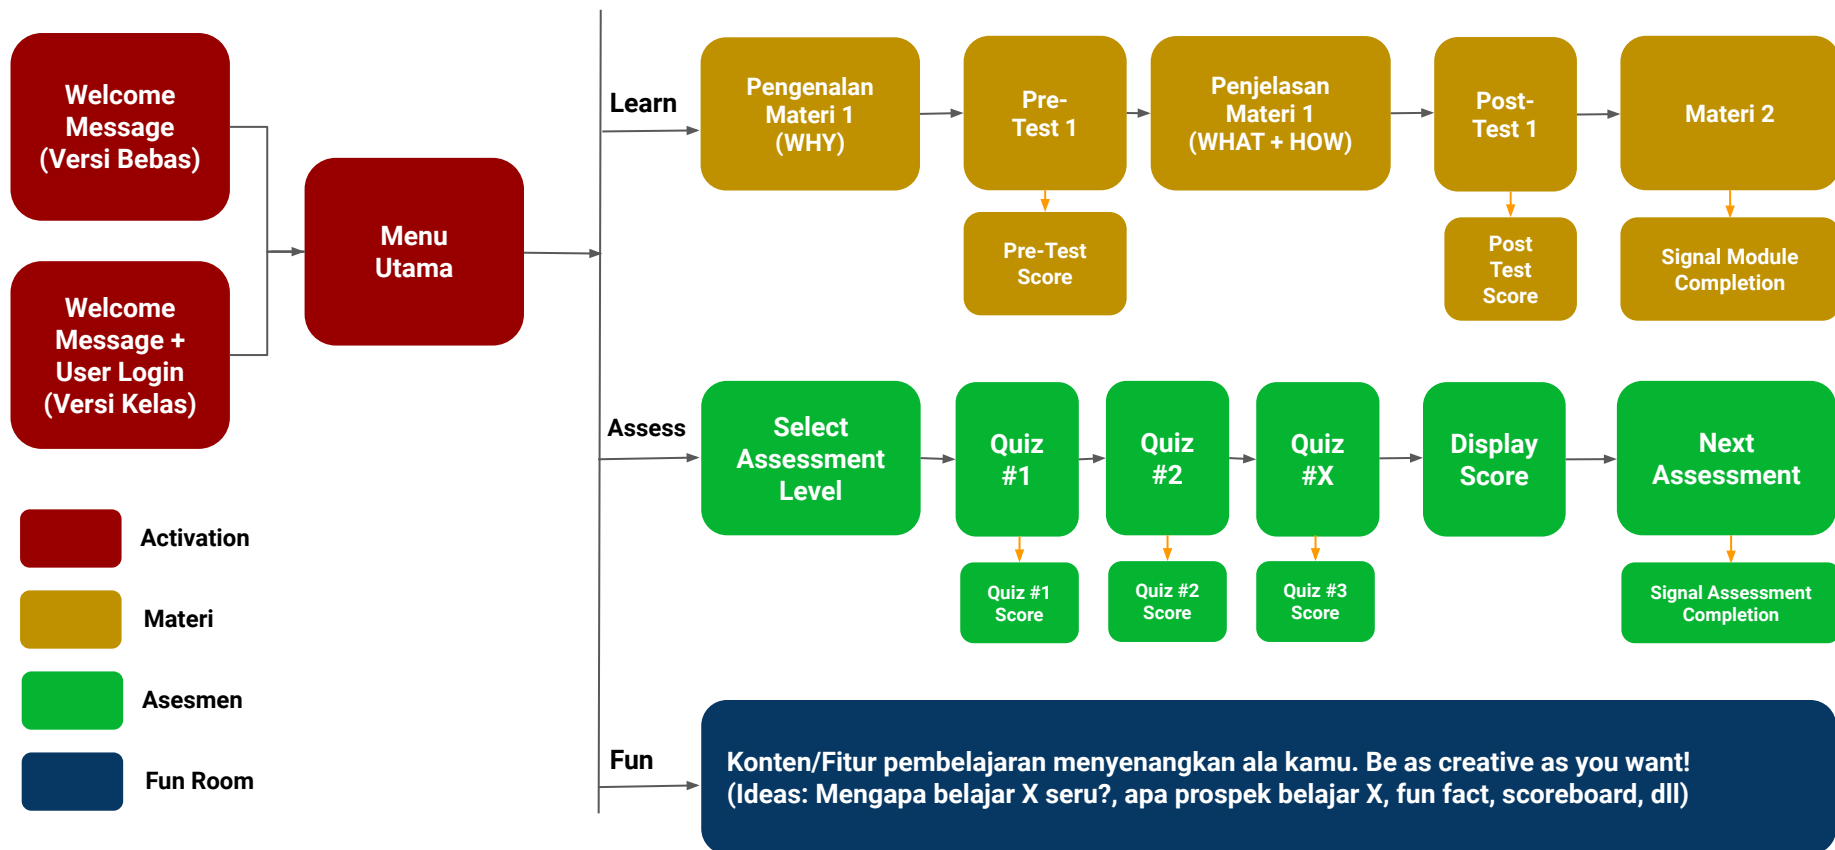 Welcome
Message
(Versi Bebas)
Welcome
Message +
User Login
(Versi Kelas)
Menu
Utama
Learn
Pengenalan
Materi 1
(WHY)
Pre-
Test 1
Penjelasan
Materi 1
(WHAT + HOW)
Post-
Test 1
Materi 2
Pre-Test
Score
Post
Test
Score
Signal Module
Completion
Assess
Select
Assessment
Level
Quiz
#1
Quiz
#2
Quiz
#X
Display
Score
Next
Assessment
Quiz #1
Score
Quiz #2
Score
Quiz #3
Score
Signal Assessment
Completion
Fun
Konten/Fitur pembelajaran menyenangkan ala kamu. Be as creative as you want!
(Ideas: Mengapa belajar X seru?, apa prospek belajar X, fun fact, scoreboard, dll)
Activation
Materi
Asesmen
Fun Room